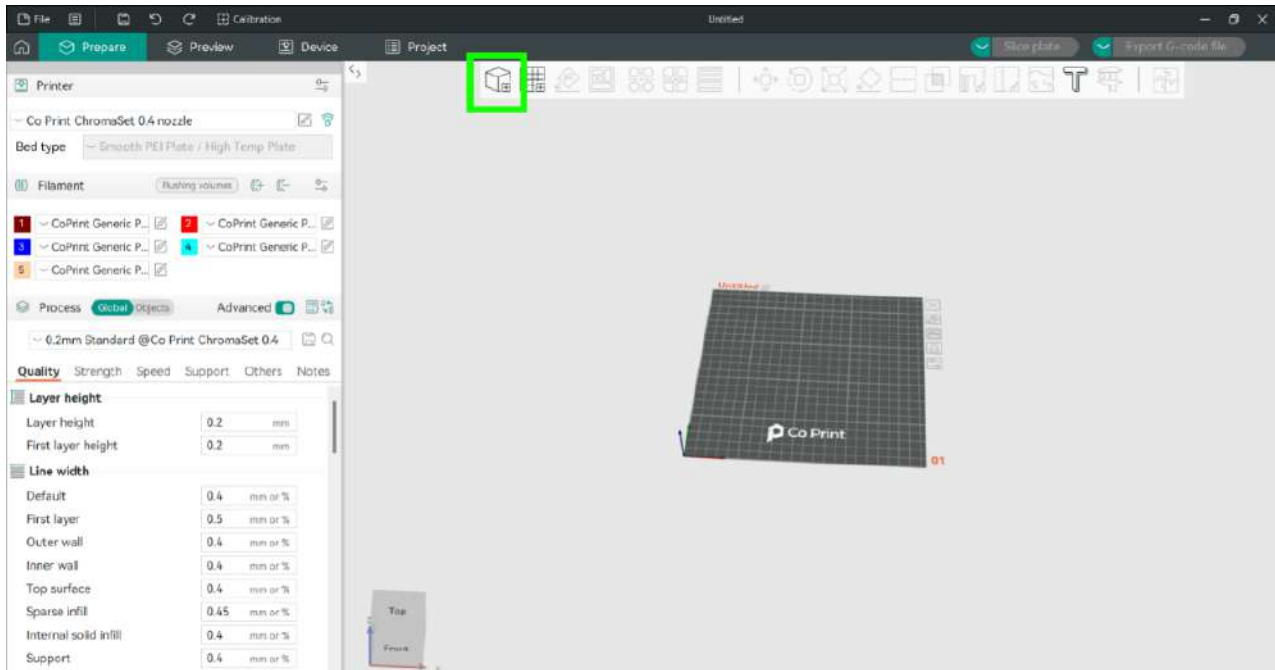 File Calibration Untitled
Prepare Preview Device Project Slice plate Export G-code file
Printer
Co Print ChromaSet 0.4 nozzle
Bed type Smooth PEI Plate / High Temp Plate
Filament Flushing volumes
1 CoPrint Generic P... 2 CoPrint Generic P...
3 CoPrint Generic P... 4 CoPrint Generic P...
5 CoPrint Generic P...
Process Global Objects Advanced
0.2mm Standard @Co Print ChromaSet 0.4
Quality Strength Speed Support Others Notes
Layer height
Layer height 0.2 mm
First layer height 0.2 mm
Line width
Default 0.4 mm or %
First layer 0.5 mm or %
Outer wall 0.4 mm or %
Inner wall 0.4 mm or %
Top surface 0.4 mm or %
Sparse infill 0.45 mm or %
Internal solid infill 0.4 mm or %
Support 0.4 mm or %
Untitled
Co Print
01
Top
Front